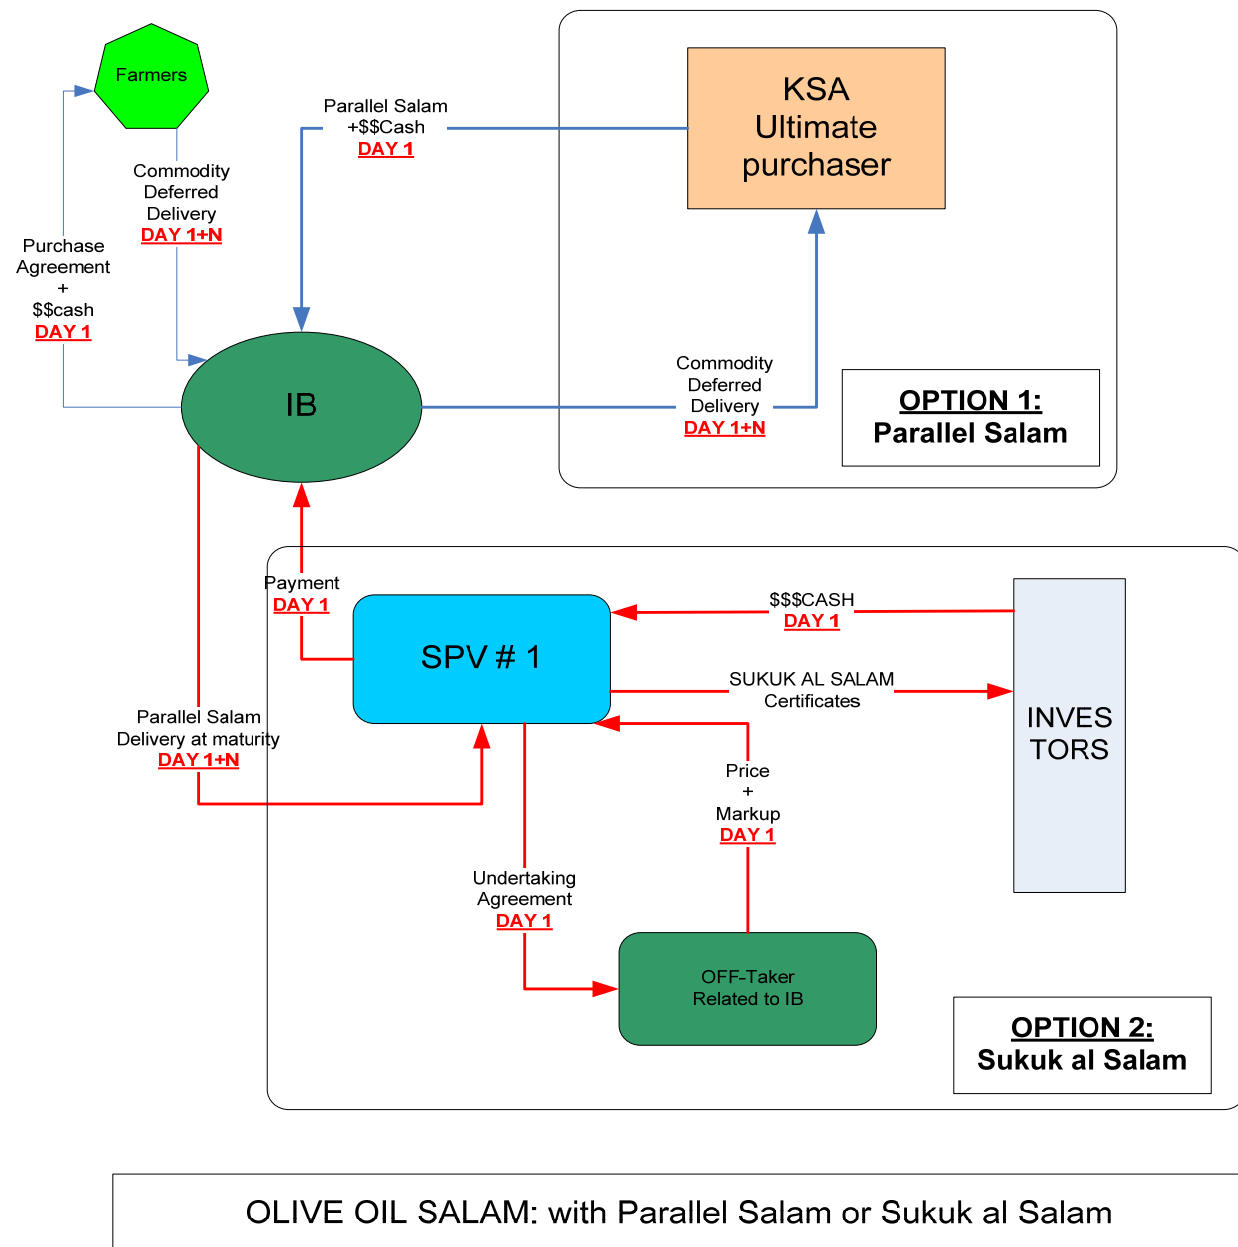 Farmers
KSA
Ultimate
purchaser
Parallel Salam
+$$Cash
DAY 1
Commodity
Deferred
Delivery
DAY 1+N
Purchase
Agreement
+
$$cash
DAY 1
IB
Commodity
Deferred
Delivery
DAY 1+N
OPTION 1:
Parallel Salam
Payment
DAY 1
SPV # 1
$$$CASH
DAY 1
SUKUK AL SALAM
Certificates
INVES
TORS
Parallel Salam
Delivery at maturity
DAY 1+N
Price
+
Markup
DAY 1
Undertaking
Agreement
DAY 1
OFF-Taker
Related to IB
OPTION 2:
Sukuk al Salam
OLIVE OIL SALAM: with Parallel Salam or Sukuk al Salam